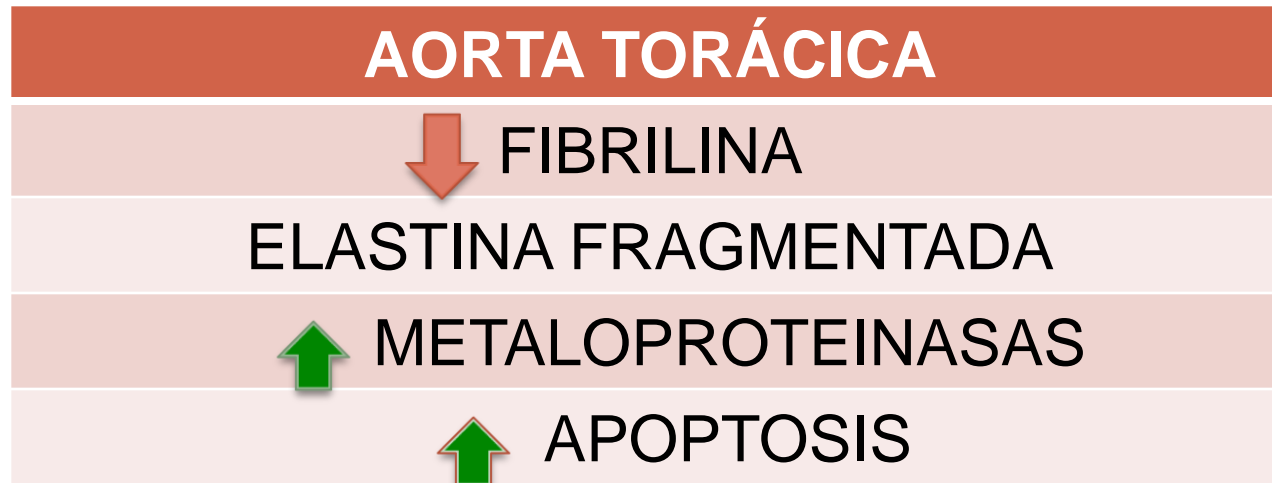 AORTA TORÁCICA
FIBRILINA
ELASTINA FRAGMENTADA
METALOPROTEINASAS
APOPTOSIS